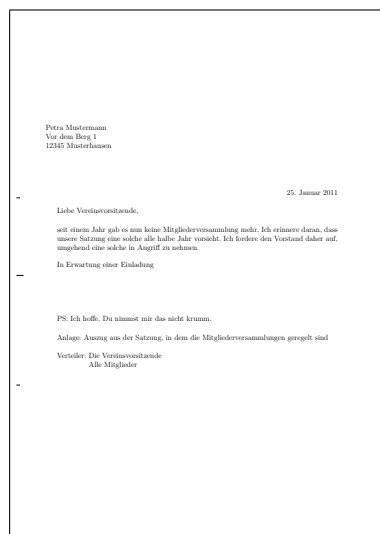 Petra Mustermann
Vor dem Berg 1
12345 Musterhausen
25. Januar 2011
Liebe Vereinsvorsitzende,
seit einem Jahr gab es nun keine Mitgliederversammlung mehr. Ich erinnere daran, dass
unsere Satzung eine solche alle halbe Jahr vorsieht. Ich fordere den Vorstand daher auf,
umgehend eine solche in Angriff zu nehmen.
In Erwartung einer Einladung
PS: Ich hoffe, Du nimmst mir das nicht krumm.
Anlage: Auszug aus der Satzung, in dem die Mitgliederversammlungen geregelt sind
Verteiler: Die Vereinsvorsitzende
Alle Mitglieder